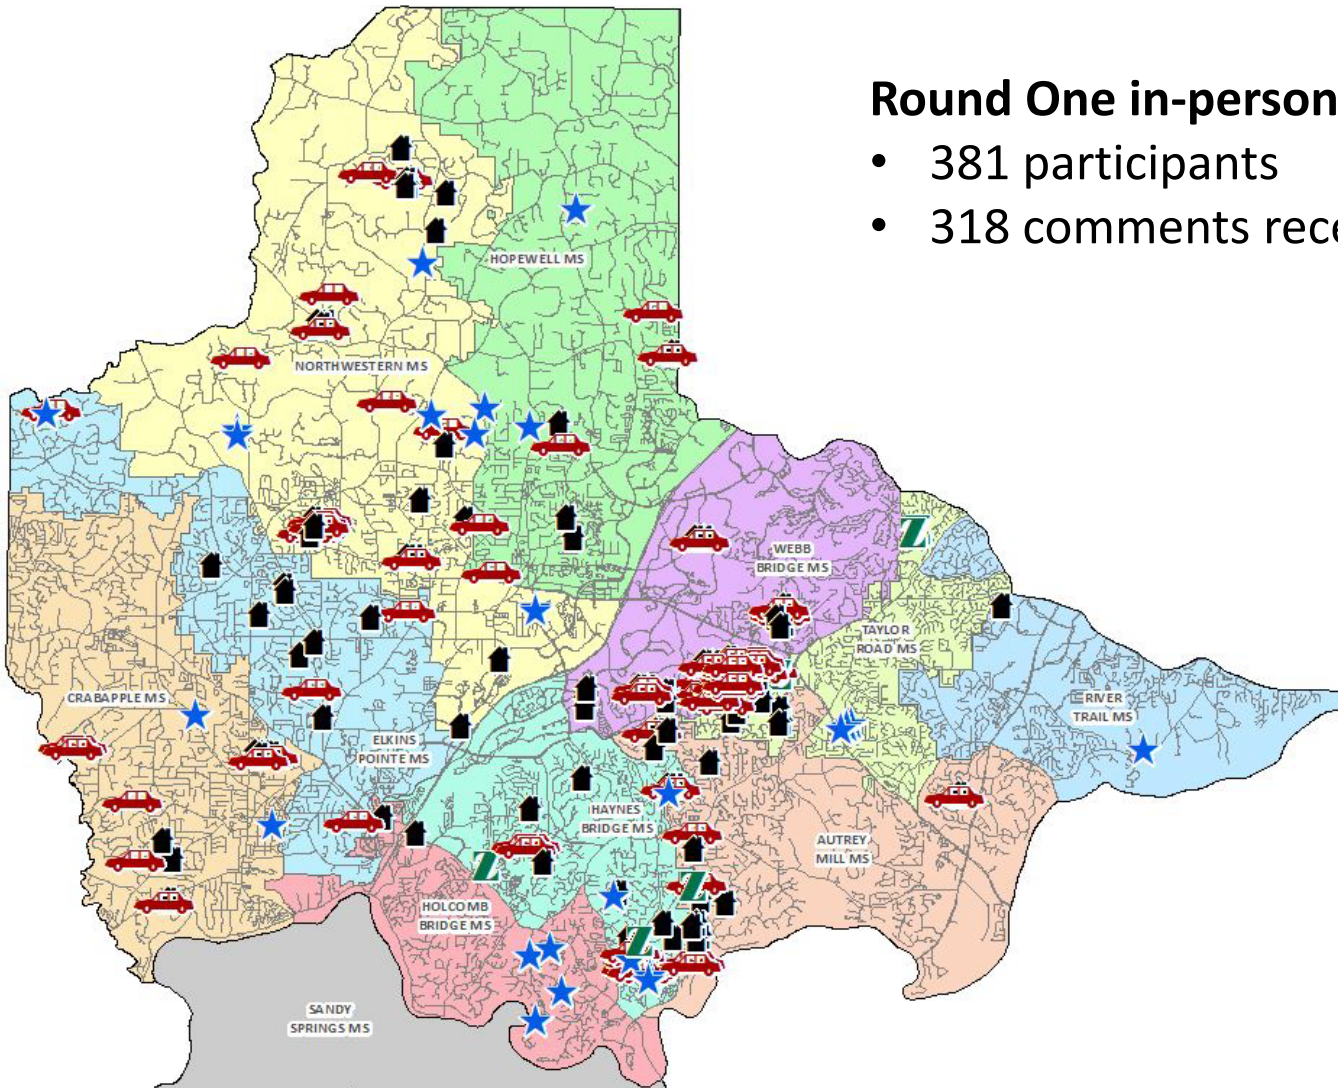 Round One in-person
• 381 participants
• 318 comments rece
HOPEWELL MS
NORTHWESTERN MS
WEBB
BRIDGE MS
TAYLOR
ROAD MS
CRABAPPLE MS
RIVER
TRAIL MS
ELKINS
POINTE MS
HAYNES
BRIDGE MS
AUTREY
MILL MS
HOLCOMB
BRIDGE MS
SANDY
SPRINGS MS
Z
Z
Z
Z